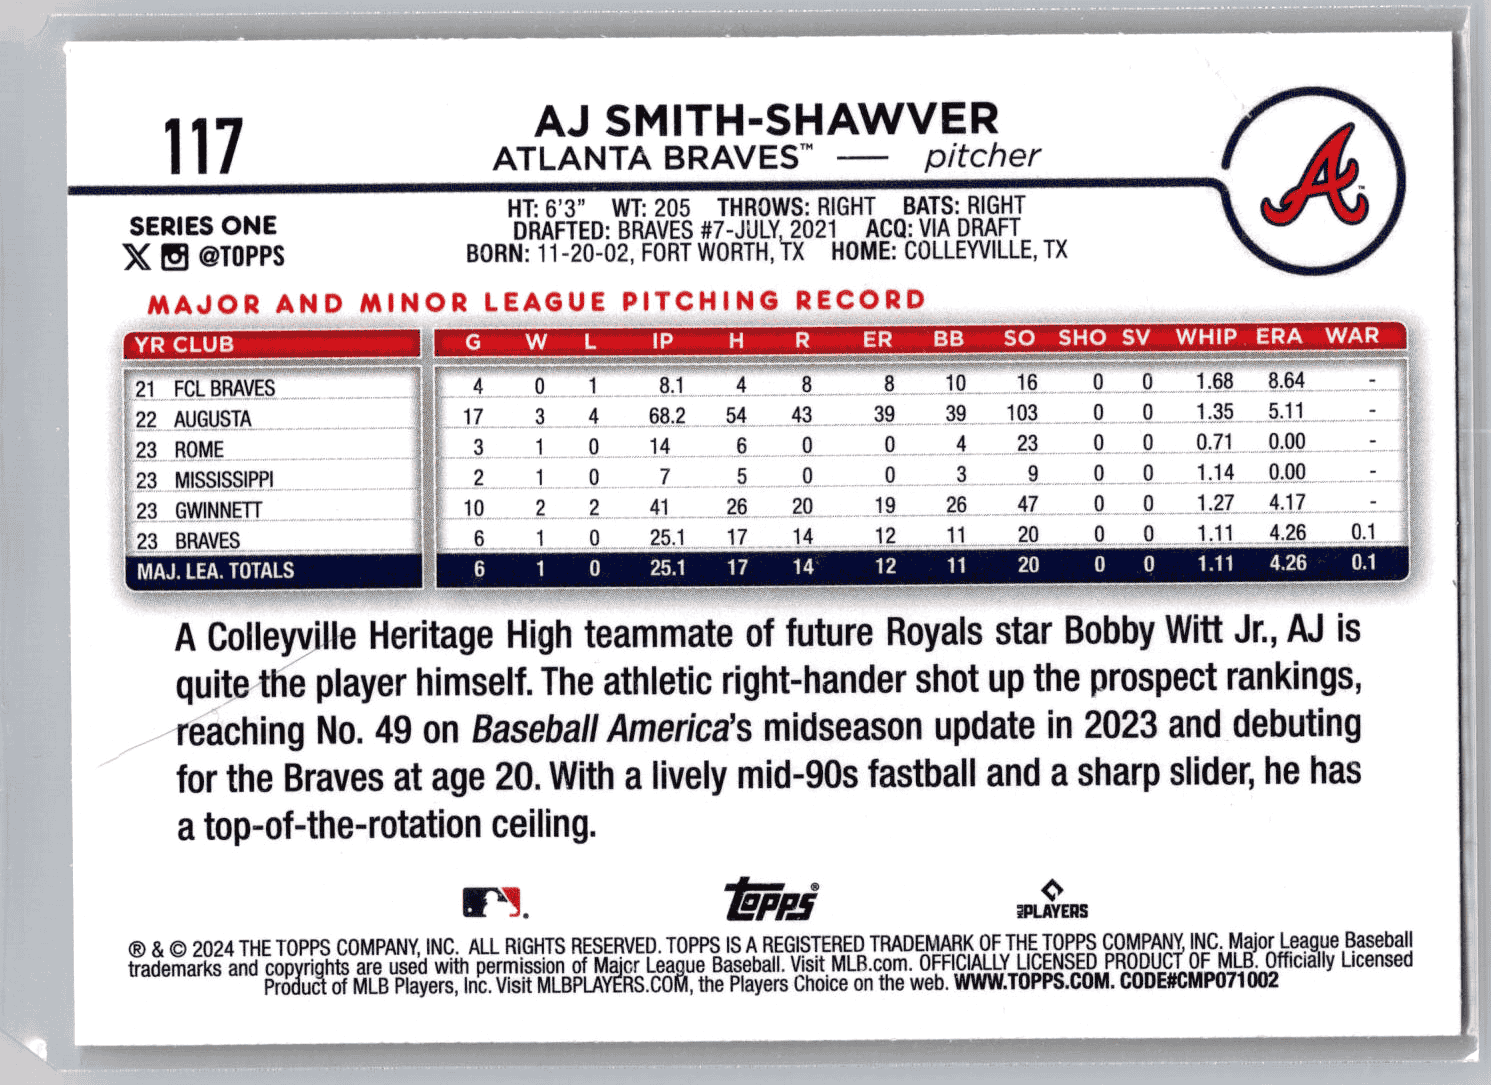 117
AJ SMITH-SHAWVER
ATLANTA BRAVES™ — pitcher
A
SERIES ONE
@TOPPS
HT: 6'3" WT: 205 THROWS: RIGHT BATS: RIGHT
DRAFTED: BRAVES #7-JULY, 2021 ACQ: VIA DRAFT
BORN: 11-20-02, FORT WORTH, TX HOME: COLLEYVILLE, TX
MAJOR AND MINOR LEAGUE PITCHING RECORD
YR CLUB G W L IP H R ER BB SO SHO SV WHIP ERA WAR
21 FCL BRAVES 4 0 1 8.1 4 8 8 10 16 0 0 1.68 8.64 -
22 AUGUSTA 17 3 4 68.2 54 43 39 39 103 0 0 1.35 5.11 -
23 ROME 3 1 0 14 6 0 0 4 23 0 0 0.71 0.00 -
23 MISSISSIPPI 2 1 0 7 5 0 0 3 9 0 0 1.14 0.00 -
23 GWINNETT 10 2 2 41 26 20 19 26 47 0 0 1.27 4.17 -
23 BRAVES 6 1 0 25.1 17 14 12 11 20 0 0 1.11 4.26 0.1
MAJ. LEA. TOTALS 6 1 0 25.1 17 14 12 11 20 0 0 1.11 4.26 0.1
A Colleyville Heritage High teammate of future Royals star Bobby Witt Jr., AJ is
quite the player himself. The athletic right-hander shot up the prospect rankings,
reaching No. 49 on Baseball America's midseason update in 2023 and debuting
for the Braves at age 20. With a lively mid-90s fastball and a sharp slider, he has
a top-of-the-rotation ceiling.
TOPPS®
MLB PLAYERS
® & © 2024 THE TOPPS COMPANY, INC. ALL RIGHTS RESERVED. TOPPS IS A REGISTERED TRADEMARK OF THE TOPPS COMPANY, INC. Major League Baseball
trademarks and copyrights are used with permission of Major League Baseball. Visit MLB.com. OFFICIALLY LICENSED PRODUCT OF MLB. Officially Licensed
Product of MLB Players, Inc. Visit MLBPLAYERS.COM, the Players Choice on the web. WWW.TOPPS.COM. CODE#CMP071002